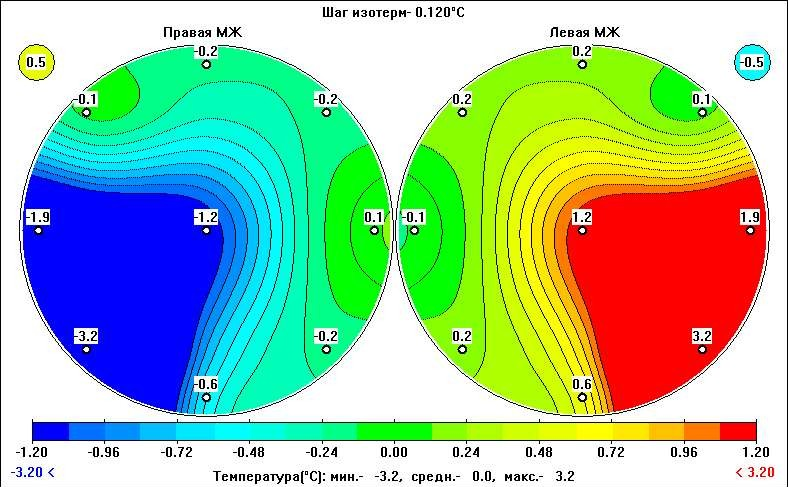 Шаг изотерм- 0.120°C
Правая МЖ Левая МЖ
0.5 -0.2 0.2 -0.5
-0.1 -0.2 0.2 0.1
-1.9 -1.2 0.1 -0.1 1.2 1.9
-3.2 -0.2 0.2 3.2
-0.6 0.6
-1.20 -0.96 -0.72 -0.48 -0.24 0.00 0.24 0.48 0.72 0.96 1.20
-3.20 < Температура(°C): мин.- -3.2, средн.- 0.0, макс.- 3.2 < 3.20